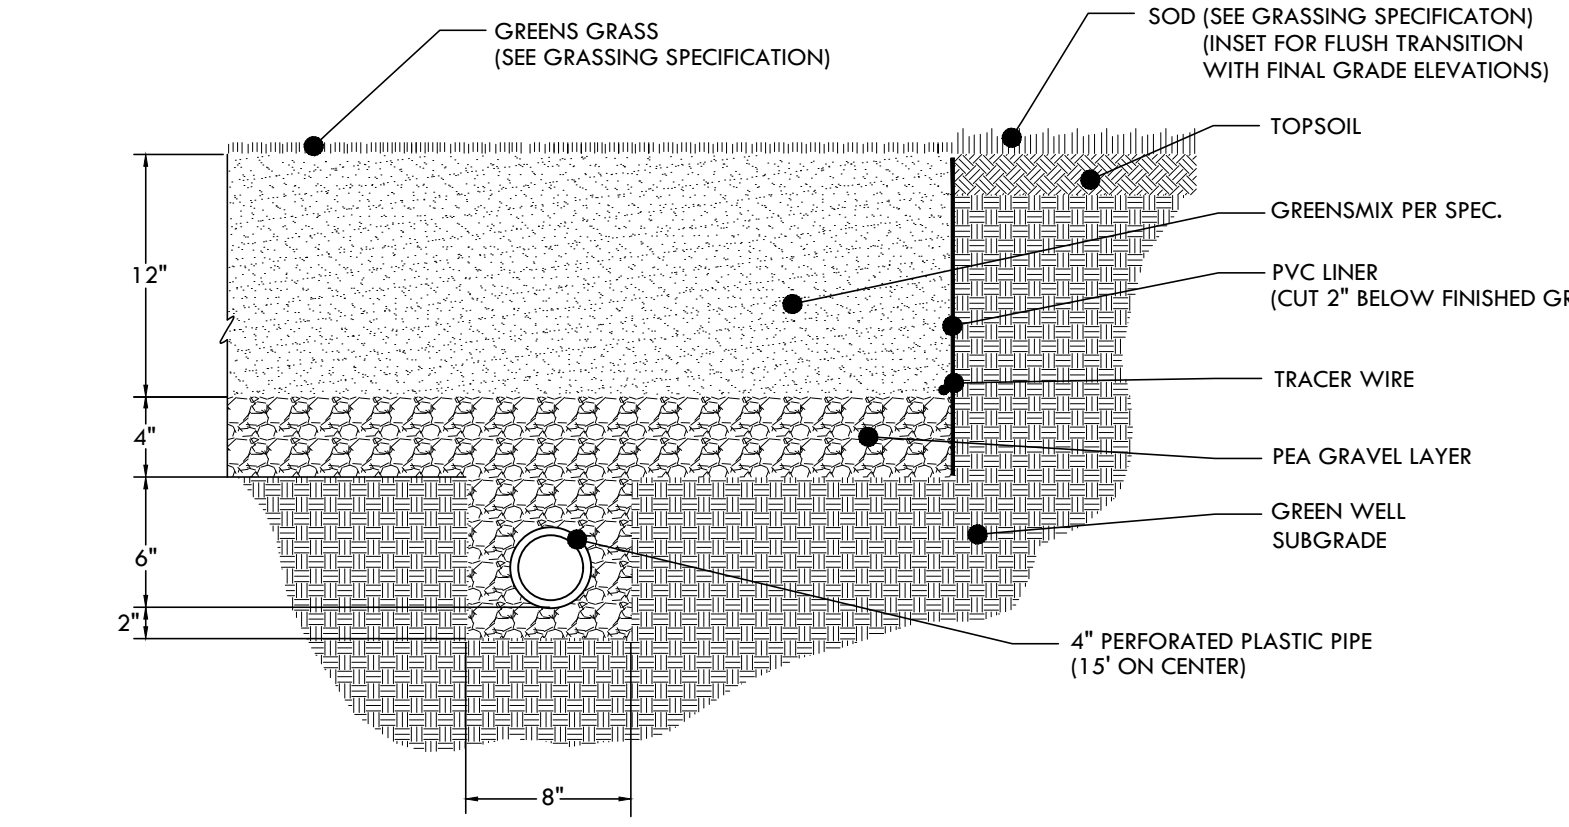 GREENS GRASS
(SEE GRASSING SPECIFICATION)
SOD (SEE GRASSING SPECIFICATON)
(INSET FOR FLUSH TRANSITION
WITH FINAL GRADE ELEVATIONS)
TOPSOIL
GREENSMIX PER SPEC.
PVC LINER
(CUT 2" BELOW FINISHED
TRACER WIRE
PEA GRAVEL LAYER
GREEN WELL
SUBGRADE
4" PERFORATED PLASTIC PIPE
(15' ON CENTER)
12"
4"
6"
2"
8"